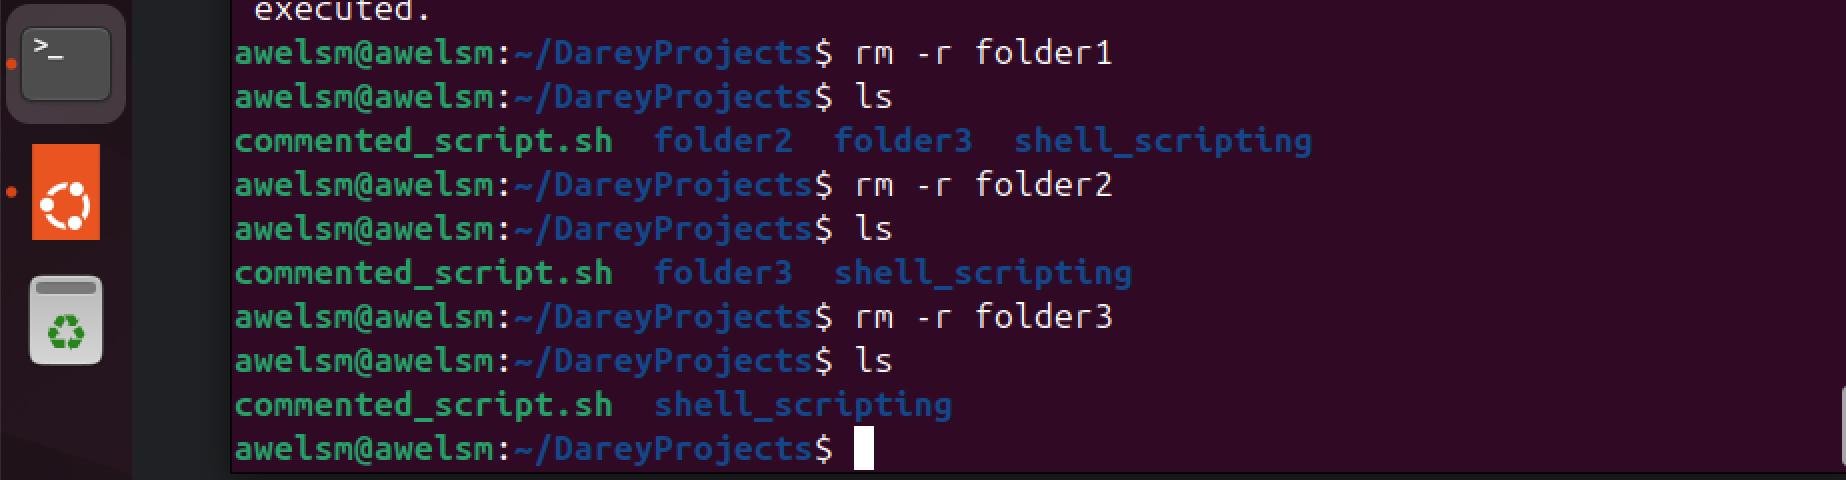 >_
executed.
awelsm@awelsm:~/DareyProjects$ rm -r folder1
awelsm@awelsm:~/DareyProjects$ ls
commented_script.sh  folder2  folder3  shell_scripting
awelsm@awelsm:~/DareyProjects$ rm -r folder2
awelsm@awelsm:~/DareyProjects$ ls
commented_script.sh  folder3  shell_scripting
awelsm@awelsm:~/DareyProjects$ rm -r folder3
awelsm@awelsm:~/DareyProjects$ ls
commented_script.sh  shell_scripting
awelsm@awelsm:~/DareyProjects$